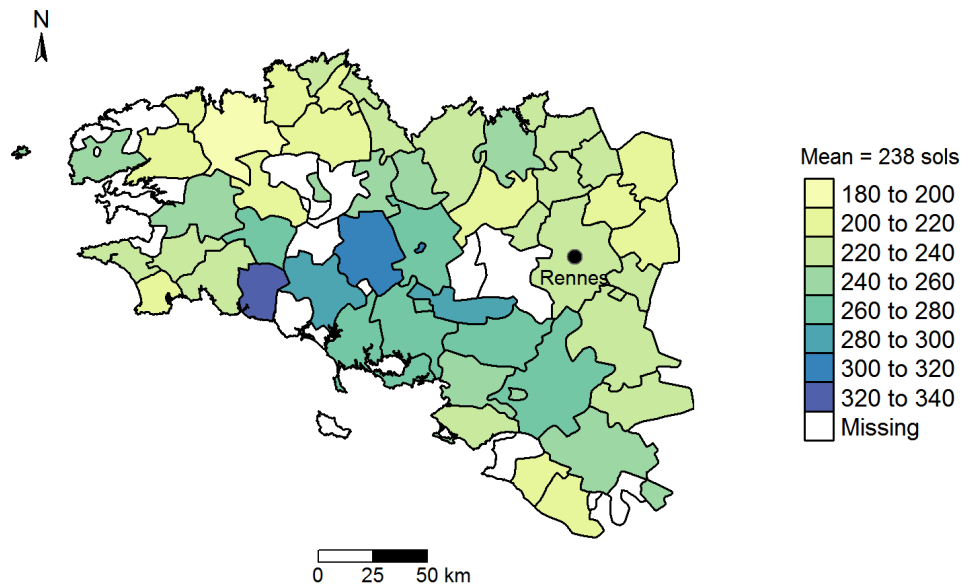 N
Mean = 238 sols
180 to 200
200 to 220
220 to 240
240 to 260
260 to 280
280 to 300
300 to 320
320 to 340
Missing
Rennes
0 25 50 km